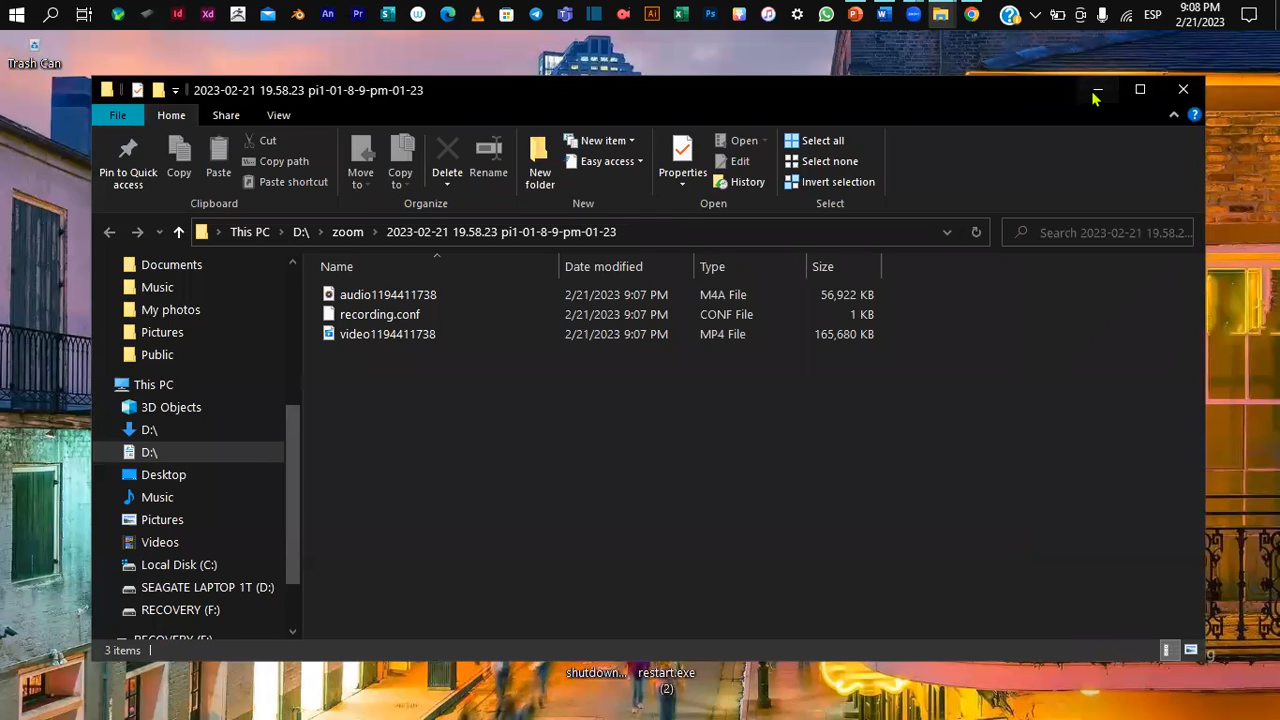 Id Xd An Pr S W Ai Ps P W ESP 9:08 PM
2/21/2023
Trash Can
2023-02-21 19.58.23 pi1-01-8-9-pm-01-23
File Home Share View
Pin to Quick access
Copy
Paste
Cut
Copy path
Paste shortcut
Move to
Copy to
Delete
Rename
New folder
New item
Easy access
Properties
Open
Edit
History
Select all
Select none
Invert selection
Clipboard Organize New Open Select
This PC D:\ zoom 2023-02-21 19.58.23 pi1-01-8-9-pm-01-23
Search 2023-02-21 19.58.2...
Name Date modified Type Size
audio1194411738 2/21/2023 9:07 PM M4A File 56,922 KB
recording.conf 2/21/2023 9:07 PM CONF File 1 KB
video1194411738 2/21/2023 9:07 PM MP4 File 165,680 KB
Documents
Music
My photos
Pictures
Public
This PC
3D Objects
D:\
D:\
Desktop
Music
Pictures
Videos
Local Disk (C:)
SEAGATE LAPTOP 1T (D:)
RECOVERY (F:)
RECOVERY (F:)
3 items
shutdown... restart.exe
(2)